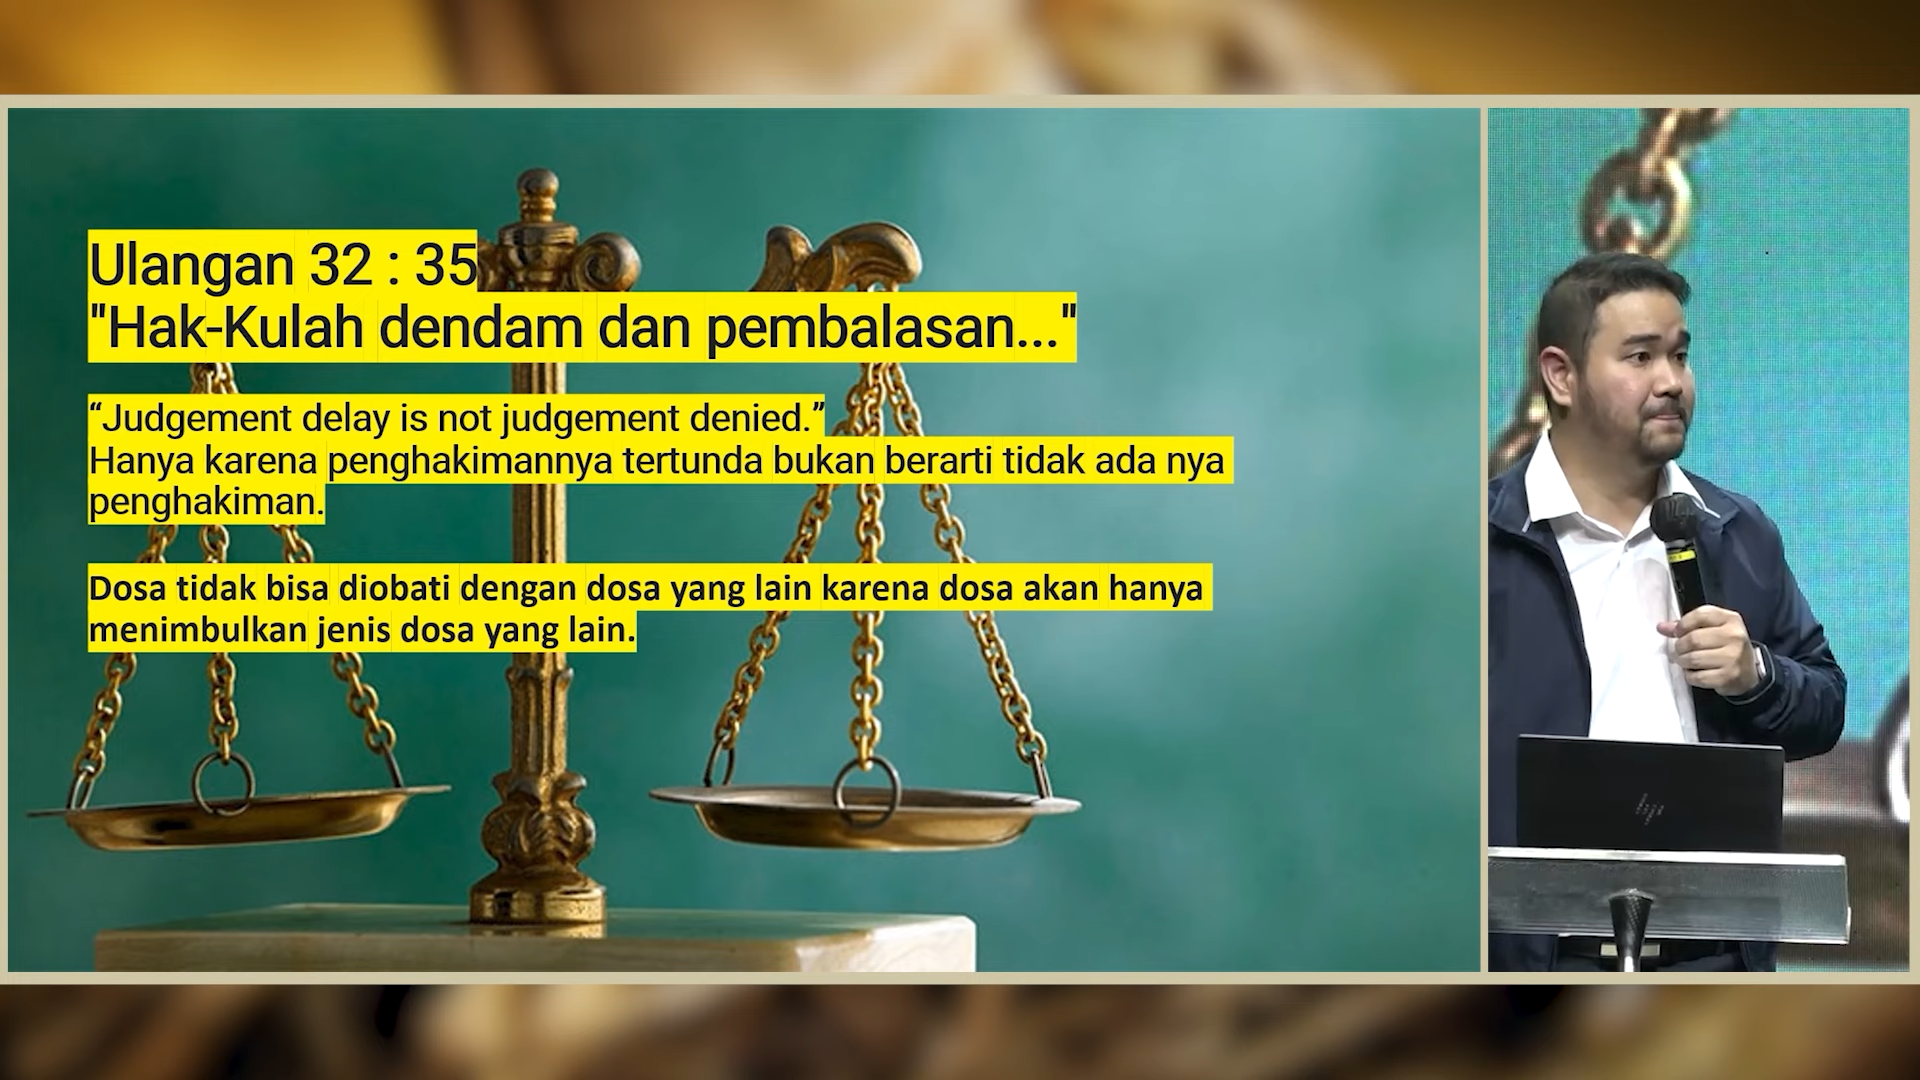 Ulangan 32 : 35
"Hak-Kulah dendam dan pembalasan..."
“Judgement delay is not judgement denied.”
Hanya karena penghakimannya tertunda bukan berarti tidak ada nya
penghakiman.
Dosa tidak bisa diobati dengan dosa yang lain karena dosa akan hanya
menimbulkan jenis dosa yang lain.